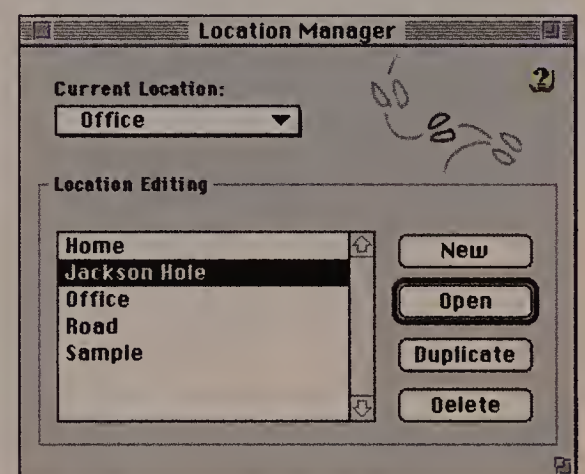 Location Manager
Current Location:
Office
Location Editing
Home
Jackson Hole
Office
Road
Sample
New
Open
Duplicate
Delete
?